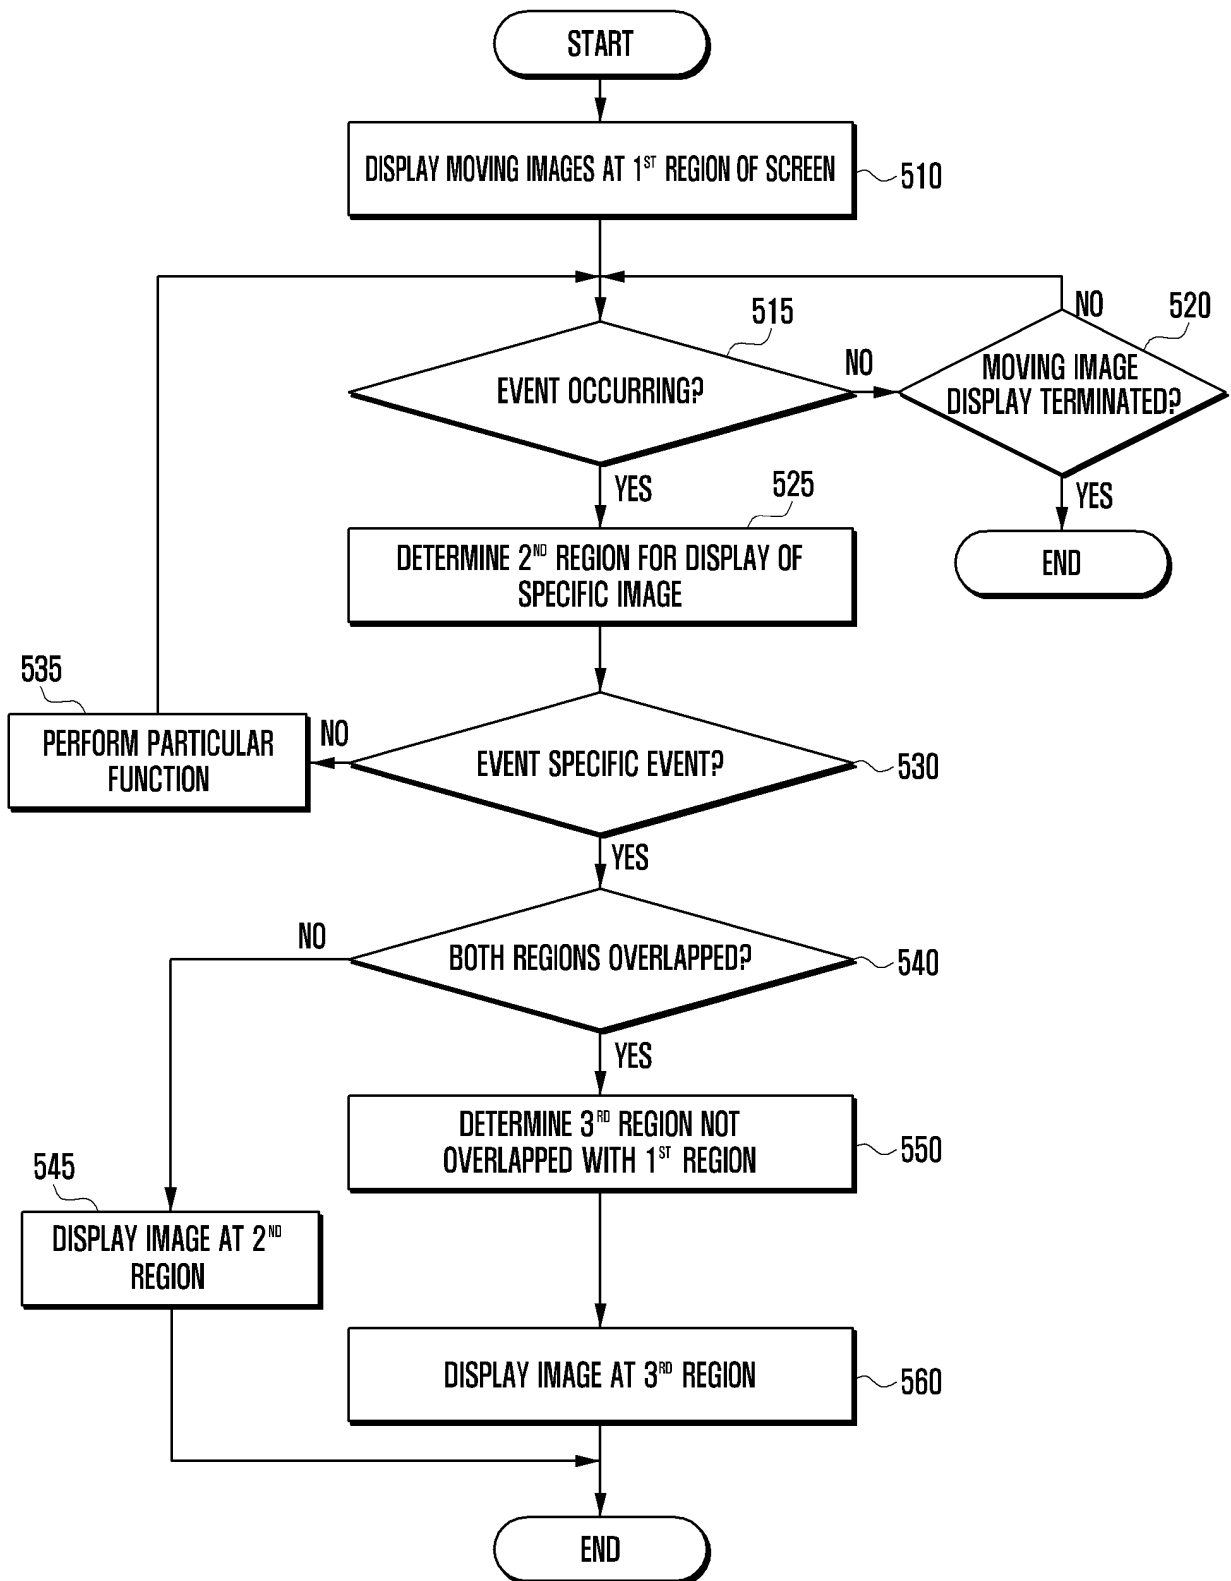 START
DISPLAY MOVING IMAGES AT 1ST REGION OF SCREEN
510
515
EVENT OCCURRING?
NO
NO
520
MOVING IMAGE
DISPLAY TERMINATED?
YES
YES
END
525
DETERMINE 2ND REGION FOR DISPLAY OF
SPECIFIC IMAGE
535
PERFORM PARTICULAR
FUNCTION
NO
EVENT SPECIFIC EVENT?
530
YES
NO
BOTH REGIONS OVERLAPPED?
540
YES
DETERMINE 3RD REGION NOT
OVERLAPPED WITH 1ST REGION
550
545
DISPLAY IMAGE AT 2ND
REGION
DISPLAY IMAGE AT 3RD REGION
560
END